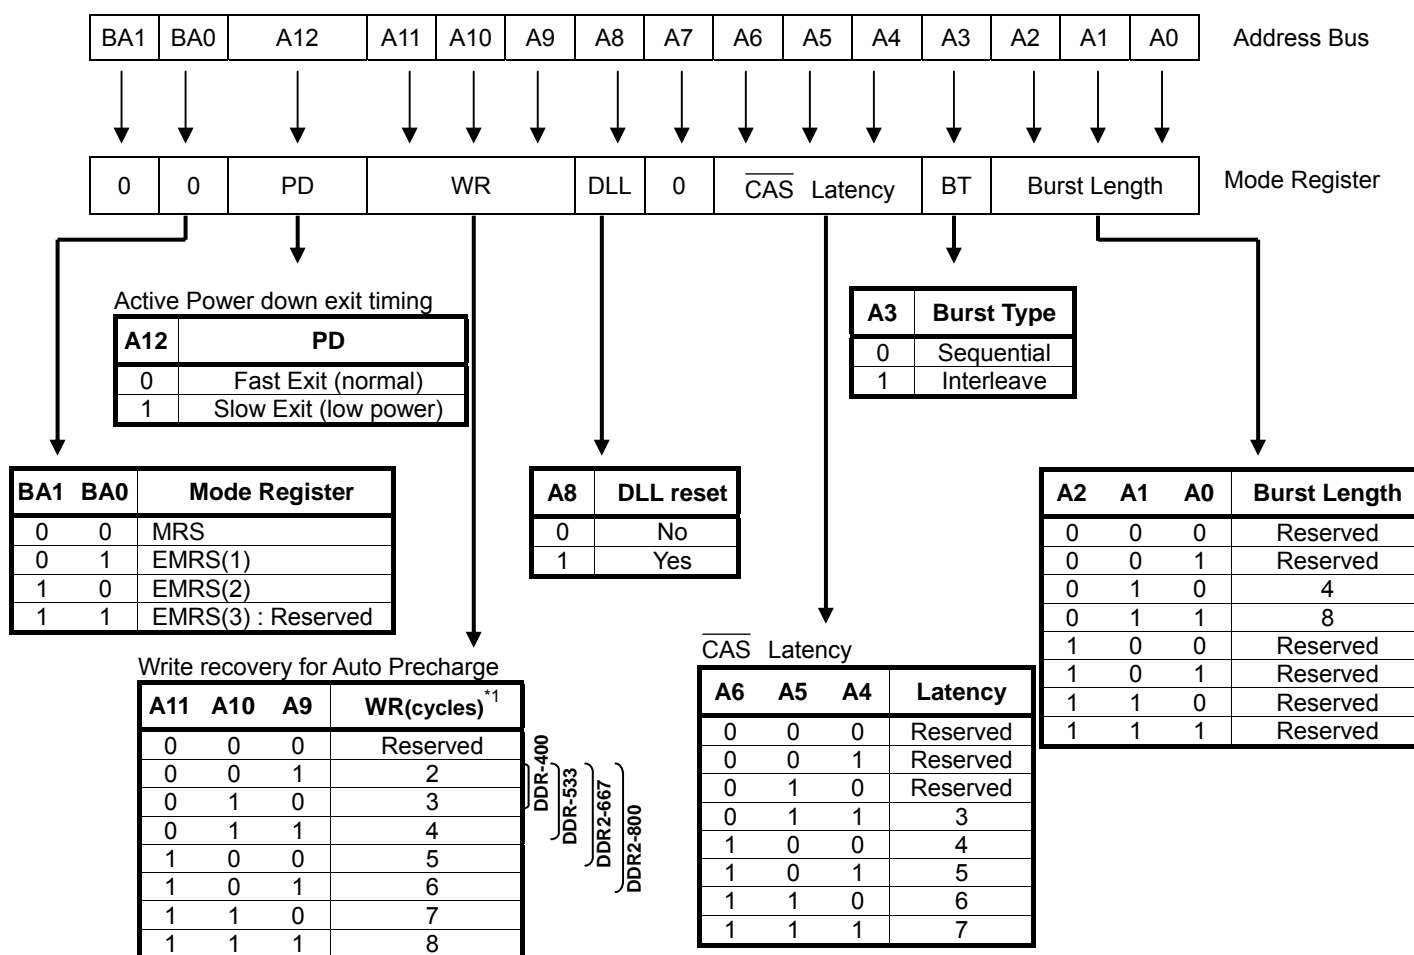 BA1 BA0 A12 A11 A10 A9 A8 A7 A6 A5 A4 A3 A2 A1 A0 Address Bus
0 0 PD WR DLL 0 CAS Latency BT Burst Length Mode Register
Active Power down exit timing
A12 PD
0 Fast Exit (normal)
1 Slow Exit (low power)
A3 Burst Type
0 Sequential
1 Interleave
BA1 BA0 Mode Register
0 0 MRS
0 1 EMRS(1)
1 0 EMRS(2)
1 1 EMRS(3) : Reserved
A8 DLL reset
0 No
1 Yes
A2 A1 A0 Burst Length
0 0 0 Reserved
0 0 1 Reserved
0 1 0 4
0 1 1 8
1 0 0 Reserved
1 0 1 Reserved
1 1 0 Reserved
1 1 1 Reserved
Write recovery for Auto Precharge
A11 A10 A9 WR(cycles)*1
0 0 0 Reserved
0 0 1 2
0 1 0 3
0 1 1 4
1 0 0 5
1 0 1 6
1 1 0 7
1 1 1 8
DDR-400
DDR-533
DDR2-667
DDR2-800
CAS Latency
A6 A5 A4 Latency
0 0 0 Reserved
0 0 1 Reserved
0 1 0 Reserved
0 1 1 3
1 0 0 4
1 0 1 5
1 1 0 6
1 1 1 7